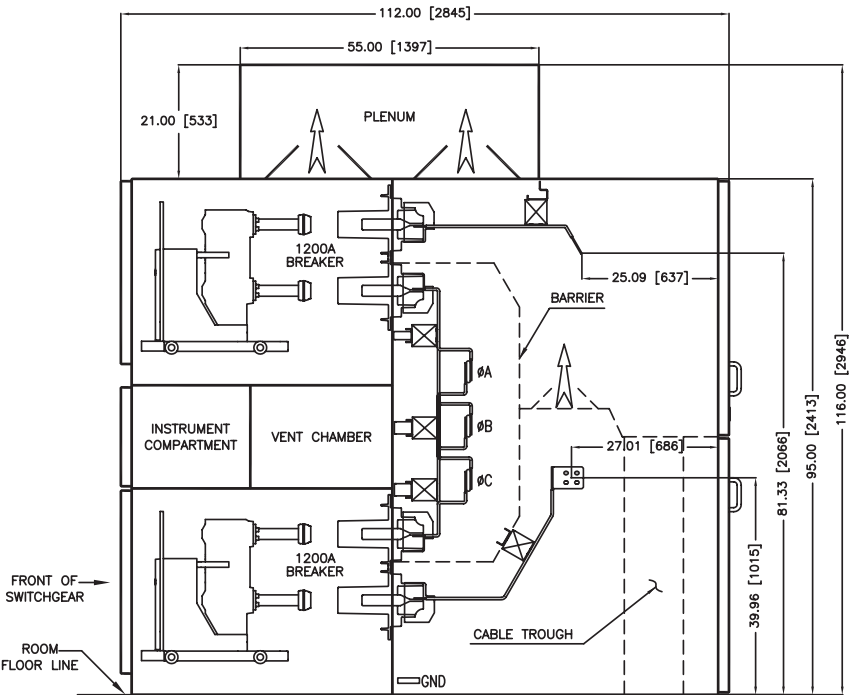 112.00 [2845]
55.00 [1397]
21.00 [533]
PLENUM
1200A
BREAKER
25.09 [637]
BARRIER
øA
øB
øC
INSTRUMENT
COMPARTMENT
VENT CHAMBER
27.01 [686]
116.00 [2946]
95.00 [2413]
81.33 [2066]
39.96 [1015]
1200A
BREAKER
FRONT OF
SWITCHGEAR
CABLE TROUGH
ROOM
FLOOR LINE
GND